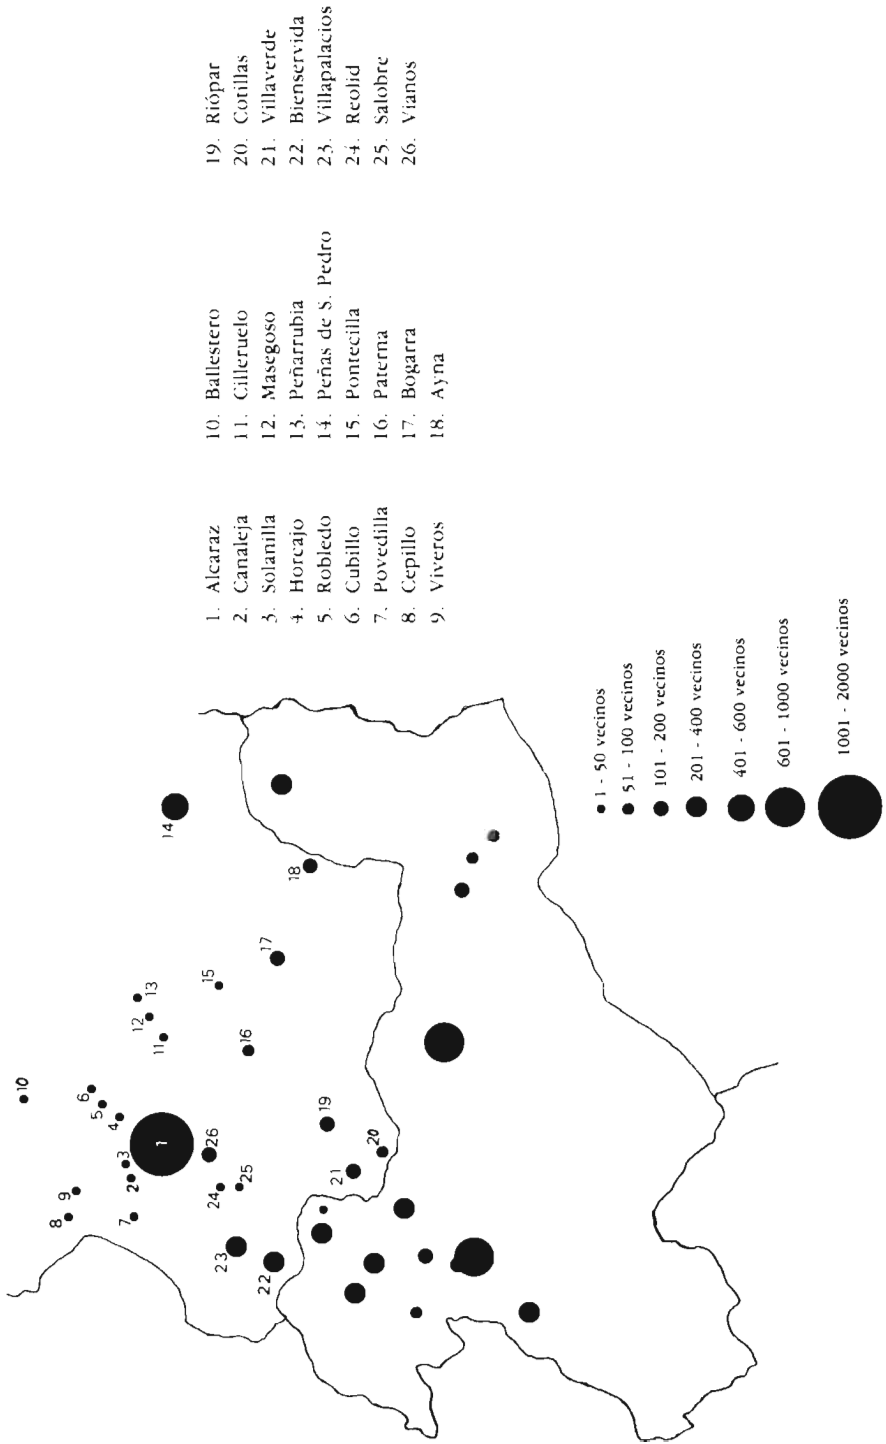 10
8
9
6
5
4
3
7
2
13
12
11
1
14
26
15
24
25
23
16
17
22
18
19
21
20
1. Alcaraz
2. Canaleja
3. Solanilla
4. Horcajo
5. Robledo
6. Cubillo
7. Povedilla
8. Cepillo
9. Viveros
10. Ballestero
11. Cilleruelo
12. Masegoso
13. Peñarrubia
14. Peñas de S. Pedro
15. Pontecilla
16. Paterna
17. Bogarra
18. Ayna
19. Riópar
20. Cotillas
21. Villaverde
22. Bienservida
23. Villapalacios
24. Reolid
25. Salobre
26. Vianos
1 - 50 vecinos
51 - 100 vecinos
101 - 200 vecinos
201 - 400 vecinos
401 - 600 vecinos
601 - 1000 vecinos
1001 - 2000 vecinos